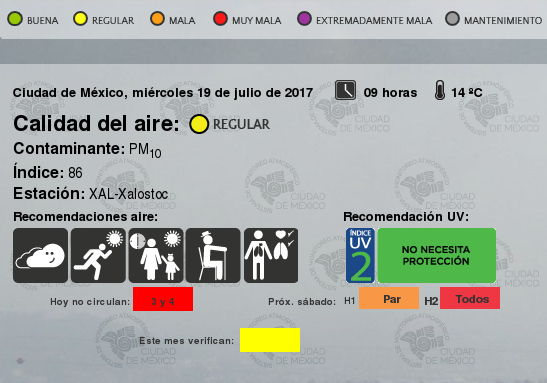 BUENA REGULAR MALA MUY MALA EXTREMADAMENTE MALA MANTENIMIENTO
Ciudad de México, miércoles 19 de julio de 2017 09 horas 14 ºC
Calidad del aire: REGULAR
Contaminante: PM10
Índice: 86
Estación: XAL-Xalostoc
Recomendaciones aire: Recomendación UV:
ÍNDICE UV 2 NO NECESITA PROTECCIÓN
Hoy no circulan: 3 y 4 Próx. sábado: H1 Par H2 Todos
Este mes verifican:
CIUDAD DE MÉXICO